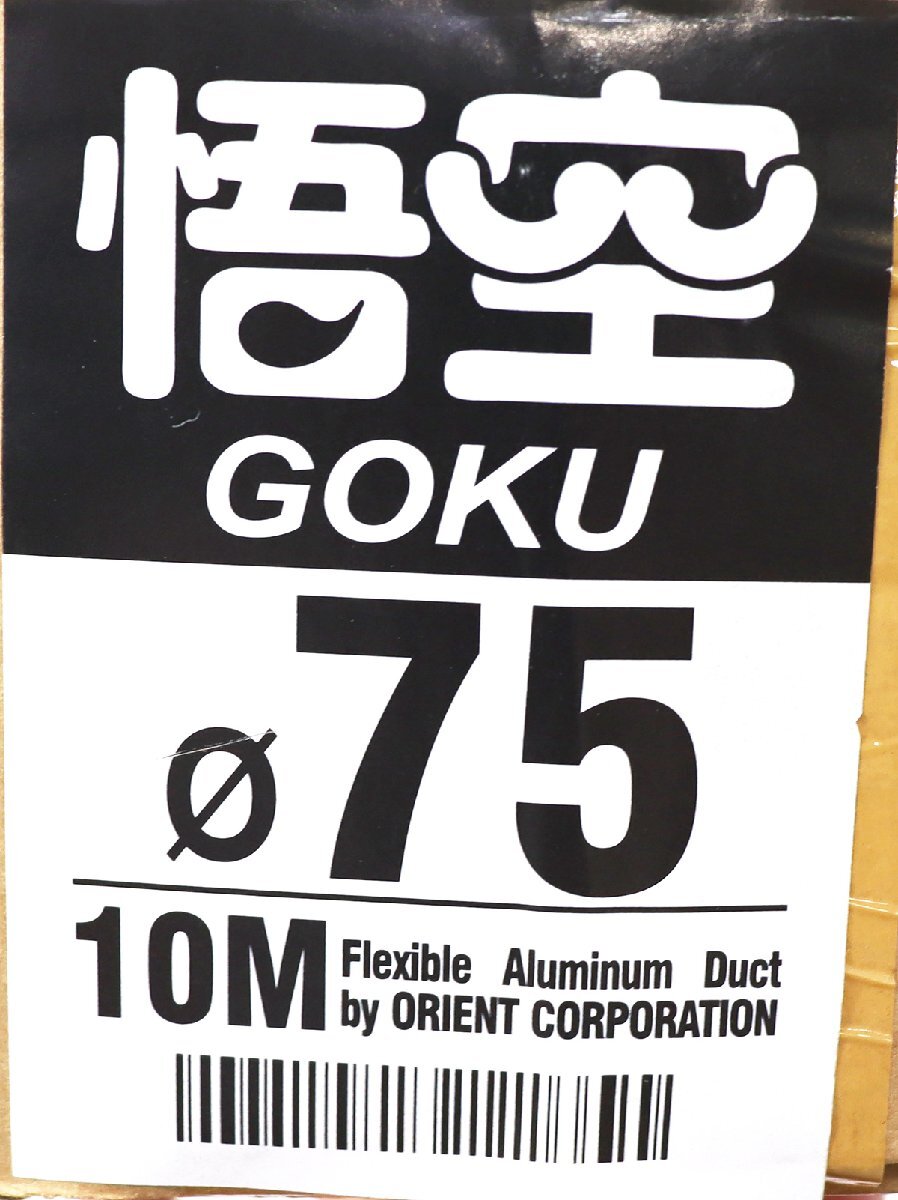 悟空
GOKU
ø75
10M
Flexible Aluminum Duct
by ORIENT CORPORATION